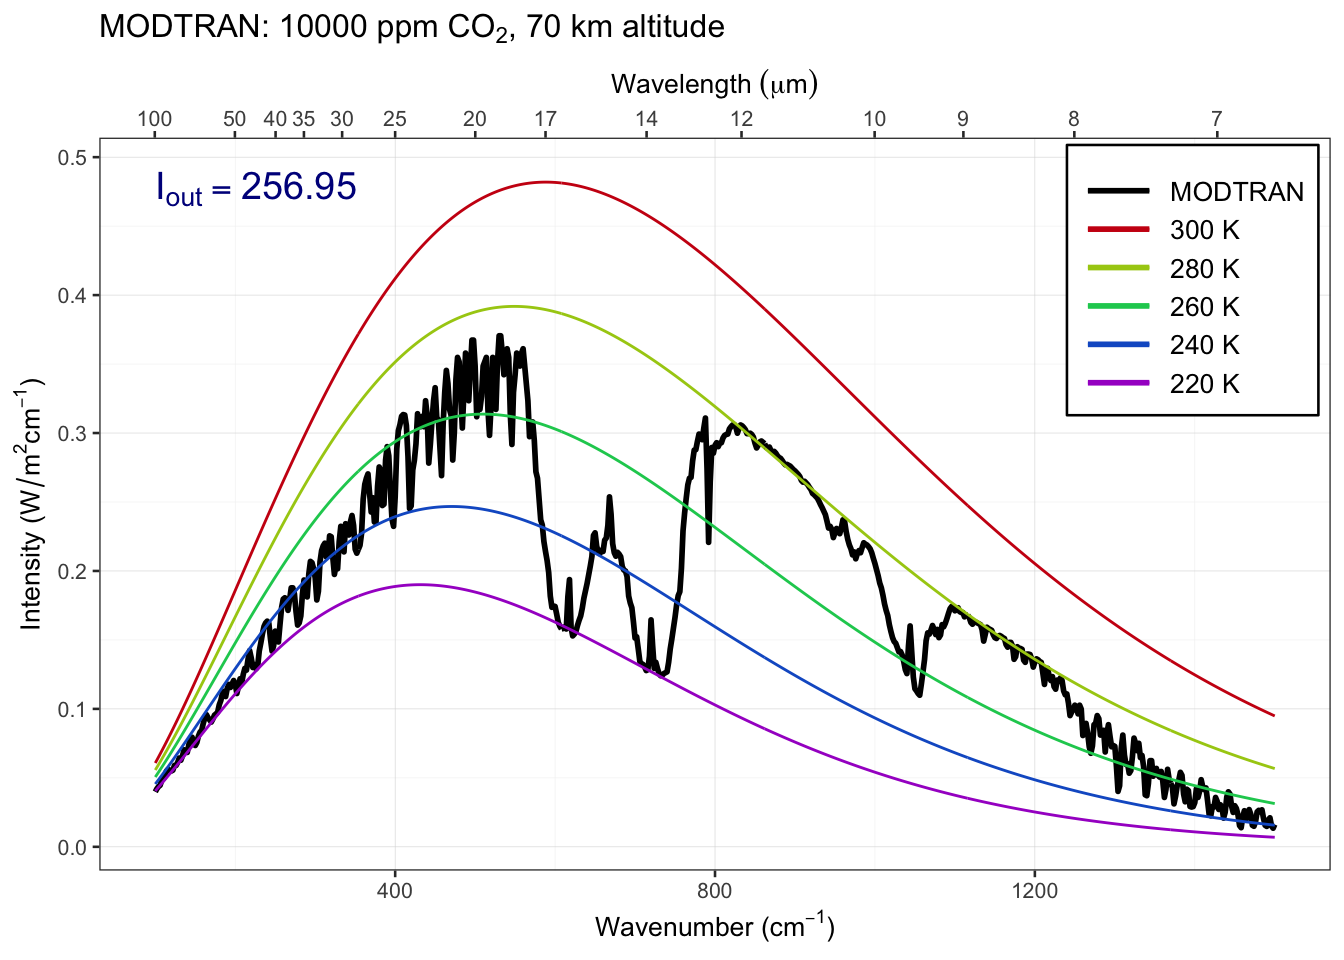 MODTRAN: 10000 ppm CO₂, 70 km altitude
Wavelength (μm)
100 50 40 35 30 25 20 17 14 12 10 9 8 7
I_out = 256.95
MODTRAN
300 K
280 K
260 K
240 K
220 K
Intensity (W/m²cm⁻¹)
0.5
0.4
0.3
0.2
0.1
0.0
400 800 1200
Wavenumber (cm⁻¹)